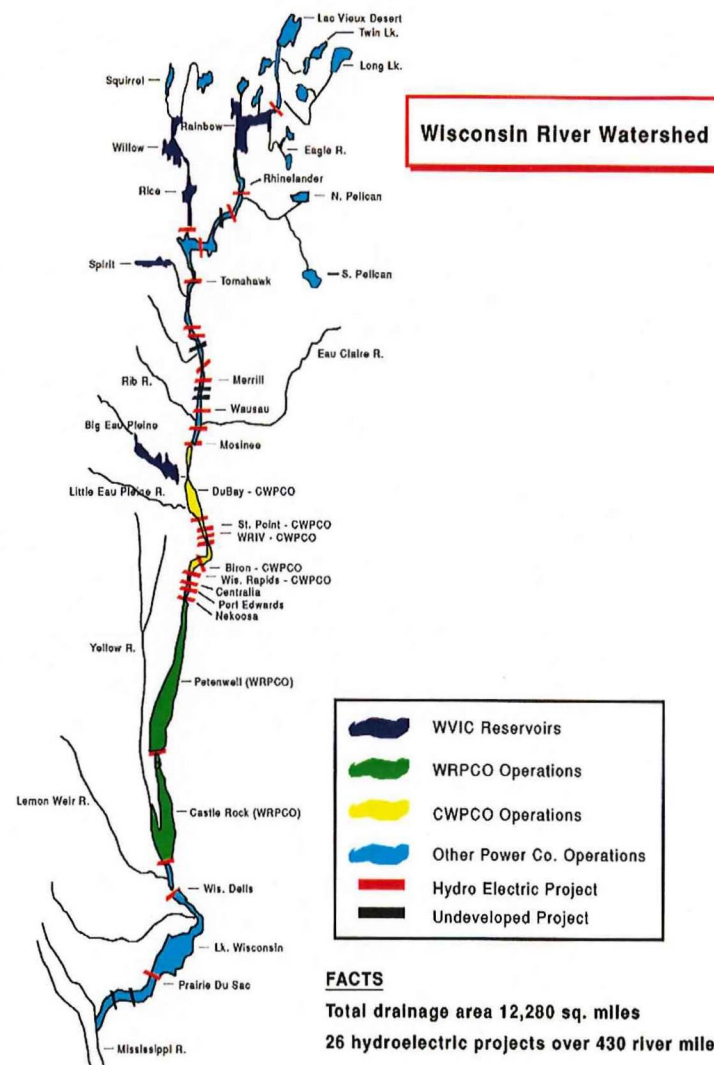 Lac Vieux Desert
Twin Lk.
Long Lk.
Squirrel
Rainbow
Wisconsin River Watershed
Willow
Eagle R.
Rhinelander
Rice
N. Pelican
Spirit
S. Pelican
Tomahawk
Eau Claire R.
Rib R.
Merrill
Wausau
Big Eau Pleine
Mosinee
Little Eau Pleine R.
DuBay - CWPCO
St. Point - CWPCO
WRIV - CWPCO
Biron - CWPCO
Wis. Rapids - CWPCO
Centralia
Port Edwards
Nekoosa
Yellow R.
Petenwell (WRPCO)
WVIC Reservoirs
WRPCO Operations
Lemon Weir R.
Castle Rock (WRPCO)
CWPCO Operations
Other Power Co. Operations
Wis. Dells
Hydro Electric Project
Undeveloped Project
Lk. Wisconsin
Prairie Du Sac
FACTS
Total drainage area 12,280 sq. miles
26 hydroelectric projects over 430 river mile
Mississippi R.